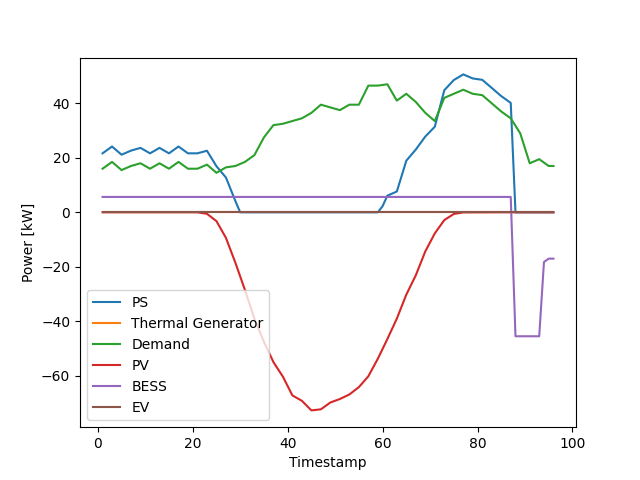 40
20
0
−20
−40
−60
Power [kW]
PS
Thermal Generator
Demand
PV
BESS
EV
0 20 40 60 80 100
Timestamp